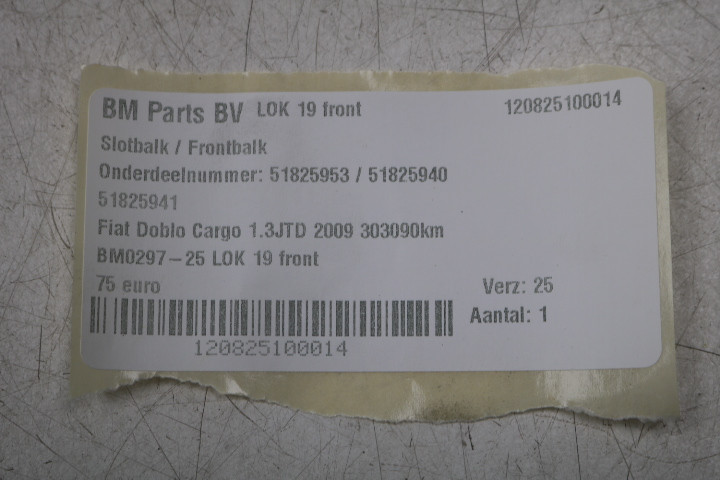 BM Parts BV LOK 19 front 120825100014
Slotbalk / Frontbalk
Onderdeelnummer: 51825953 / 51825940
51825941
Fiat Doblo Cargo 1.3JTD 2009 303090km
BM0297-25 LOK 19 front
75 euro Verz: 25
Aantal: 1
120825100014